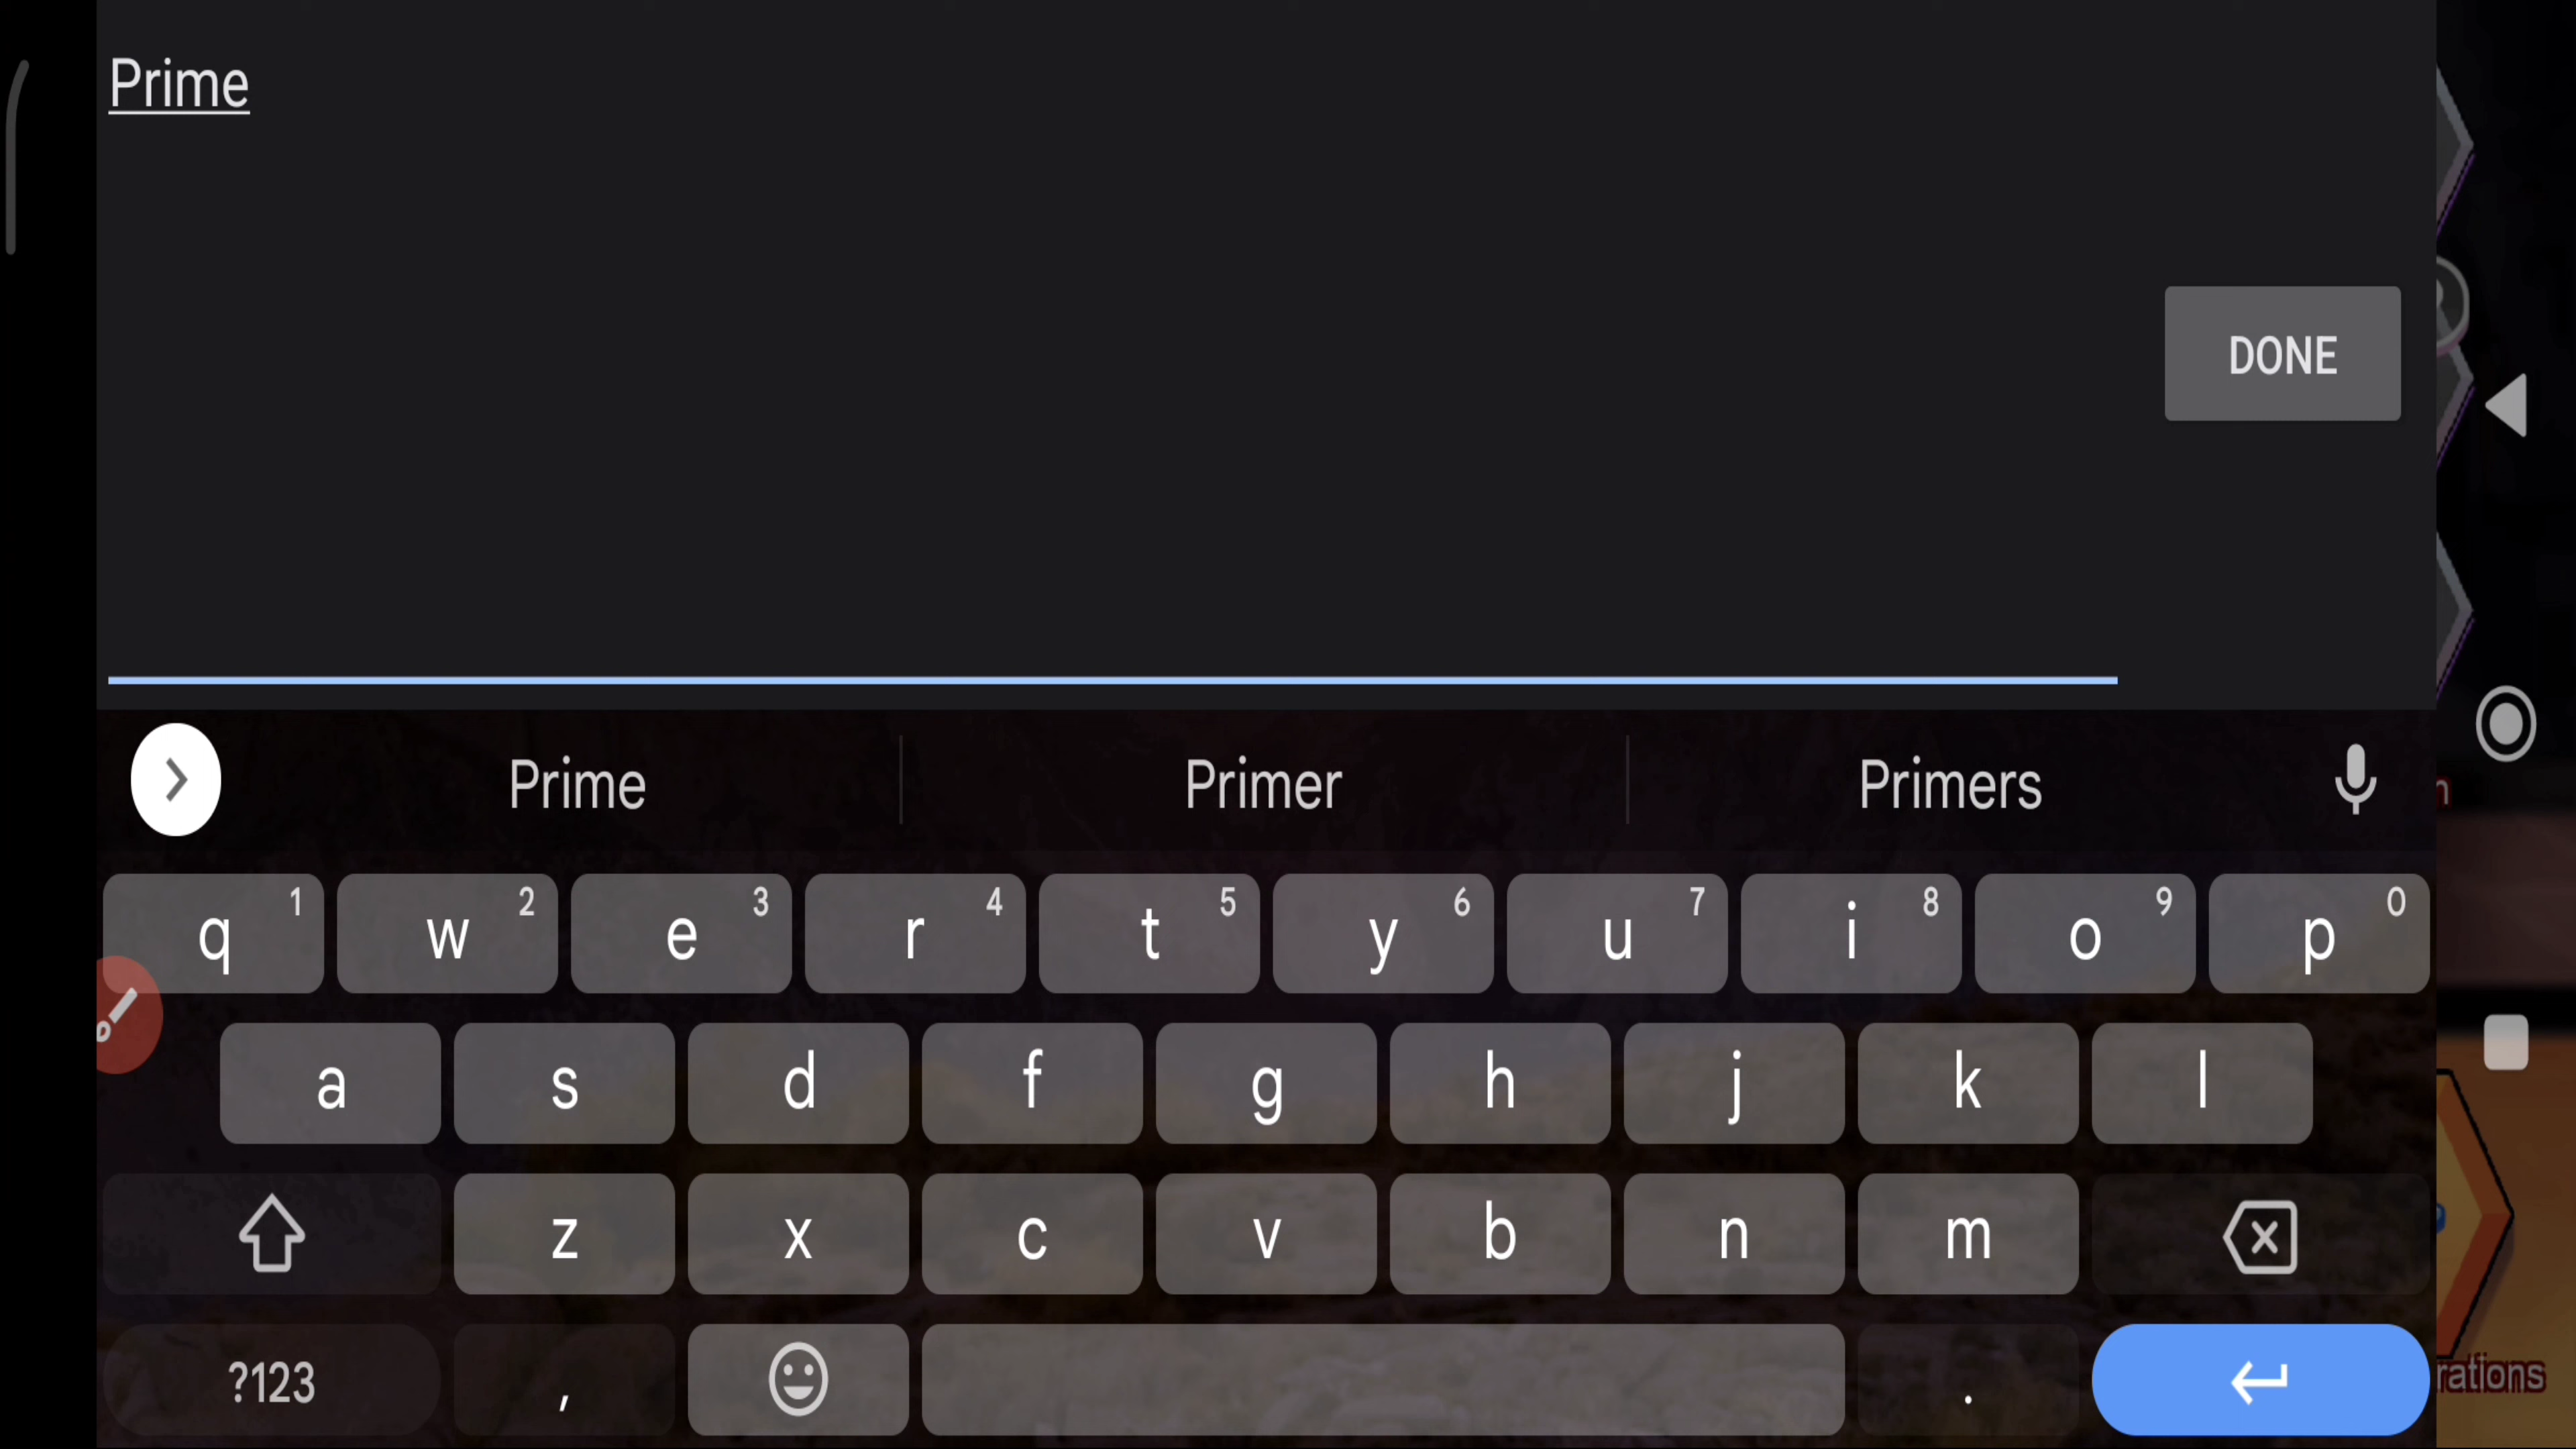 Prime
DONE
Prime Primer Primers
q 1 w 2 e 3 r 4 t 5 y 6 u 7 i 8 o 9 p 0
a s d f g h j k l
z x c v b n m
?123 , .
rations